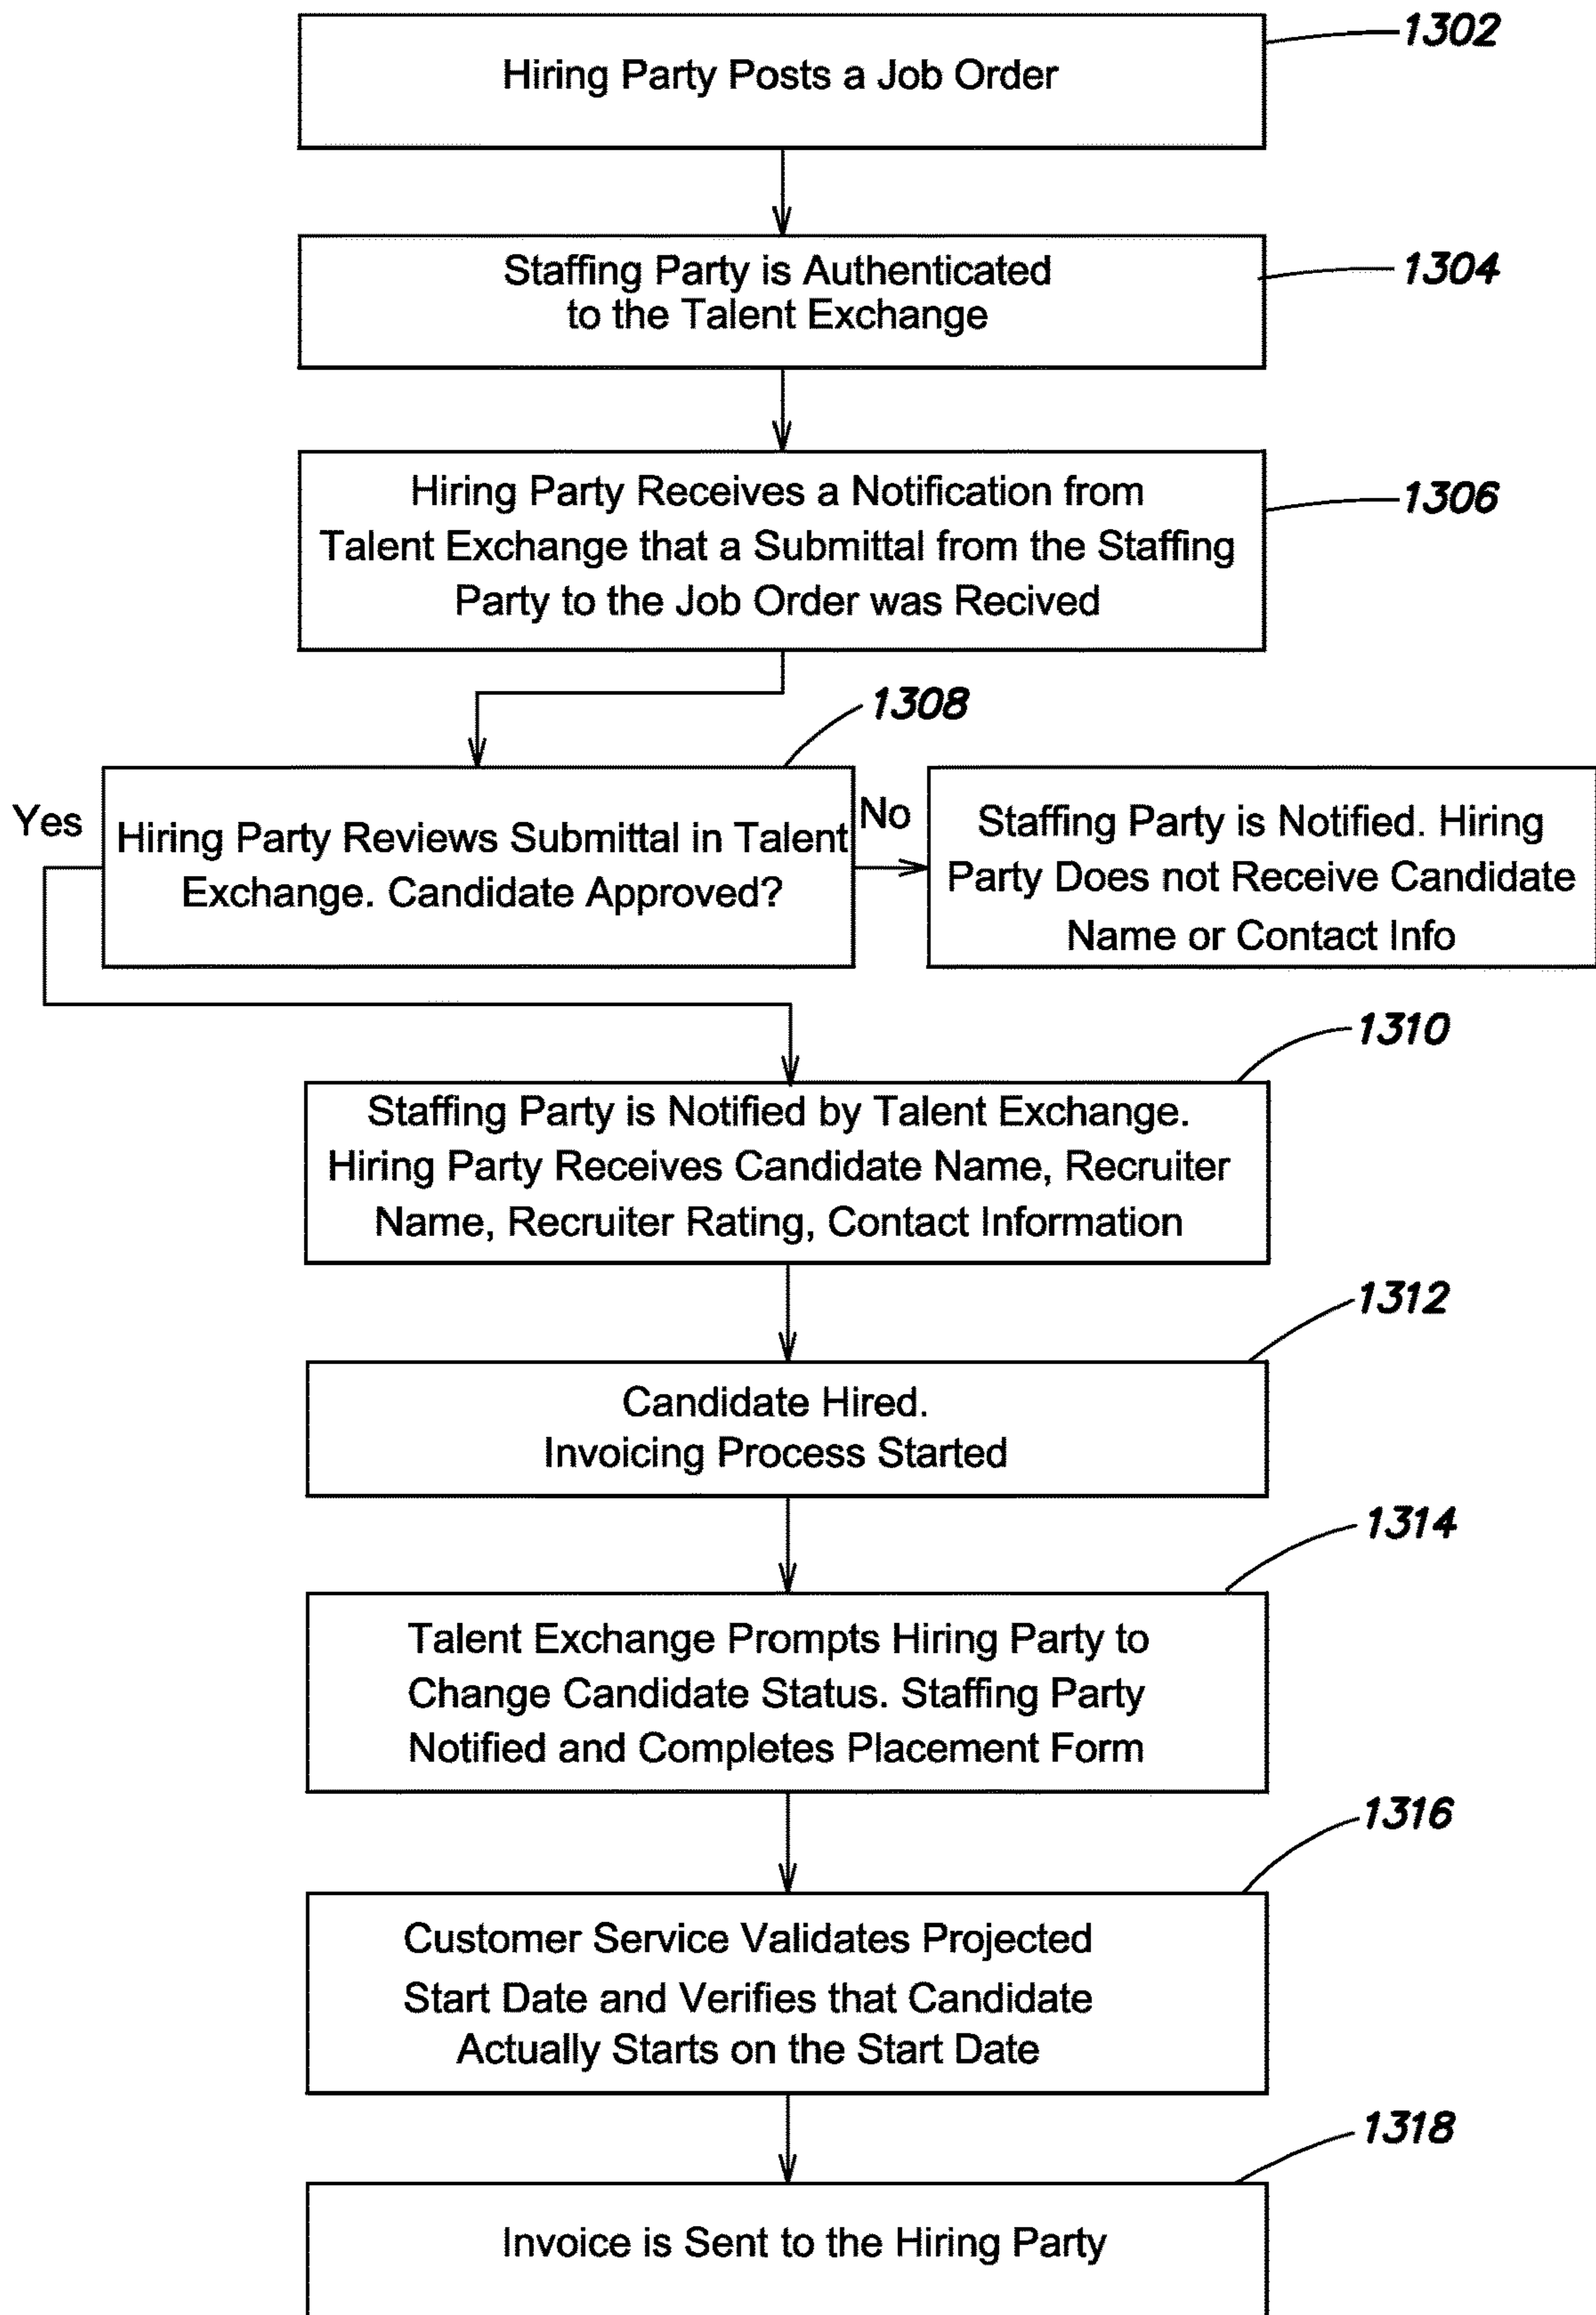 1302
Hiring Party Posts a Job Order
1304
Staffing Party is Authenticated
to the Talent Exchange
1306
Hiring Party Receives a Notification from
Talent Exchange that a Submittal from the Staffing
Party to the Job Order was Recived
1308
Yes
Hiring Party Reviews Submittal in Talent
Exchange. Candidate Approved?
No
Staffing Party is Notified. Hiring
Party Does not Receive Candidate
Name or Contact Info
1310
Staffing Party is Notified by Talent Exchange.
Hiring Party Receives Candidate Name, Recruiter
Name, Recruiter Rating, Contact Information
1312
Candidate Hired.
Invoicing Process Started
1314
Talent Exchange Prompts Hiring Party to
Change Candidate Status. Staffing Party
Notified and Completes Placement Form
1316
Customer Service Validates Projected
Start Date and Verifies that Candidate
Actually Starts on the Start Date
1318
Invoice is Sent to the Hiring Party